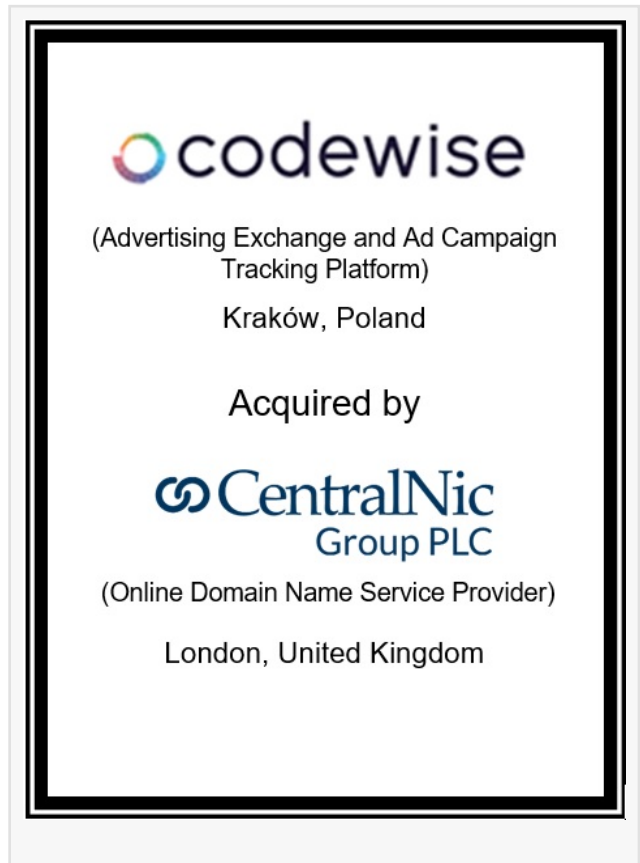 codewise
(Advertising Exchange and Ad Campaign
Tracking Platform)
Kraków, Poland
Acquired by
CentralNic
Group PLC
(Online Domain Name Service Provider)
London, United Kingdom